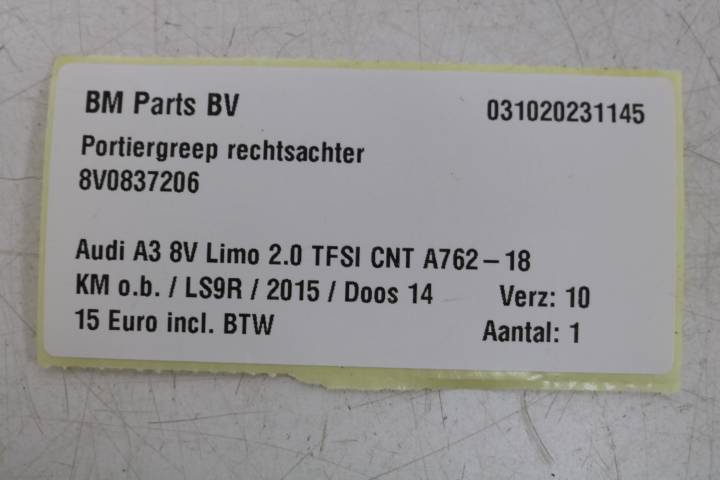 BM Parts BV 031020231145
Portiergreep rechtsachter
8V0837206
Audi A3 8V Limo 2.0 TFSI CNT A762-18
KM o.b. / LS9R / 2015 / Doos 14 Verz: 10
15 Euro incl. BTW Aantal: 1